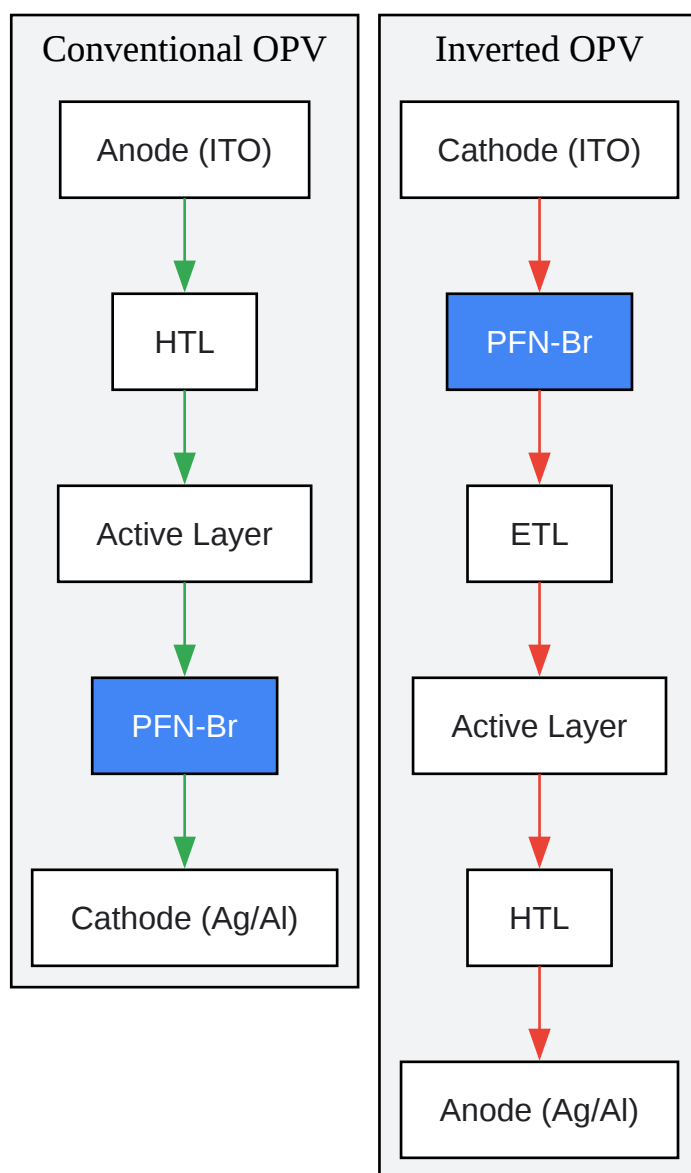 Conventional OPV
Anode (ITO)
HTL
Active Layer
PFN-Br
Cathode (Ag/Al)
Inverted OPV
Cathode (ITO)
PFN-Br
ETL
Active Layer
HTL
Anode (Ag/Al)